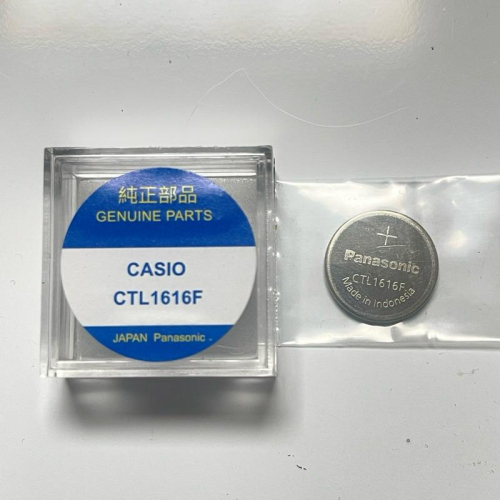 純正部品
GENUINE PARTS
CASIO
CTL1616F
JAPAN Panasonic
+
Panasonic
CTL1616F
Made in Indonesia